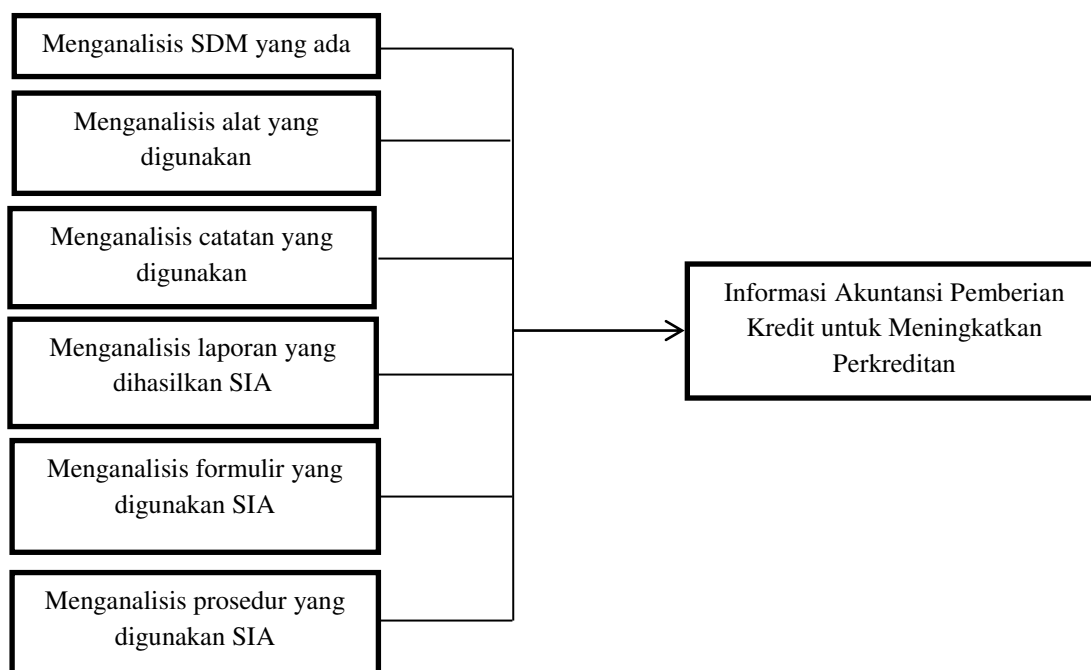 Menganalisis SDM yang ada
Menganalisis alat yang
digunakan
Menganalisis catatan yang
digunakan
Menganalisis laporan yang
dihasilkan SIA
Menganalisis formulir yang
digunakan SIA
Menganalisis prosedur yang
digunakan SIA
Informasi Akuntansi Pemberian
Kredit untuk Meningkatkan
Perkreditan